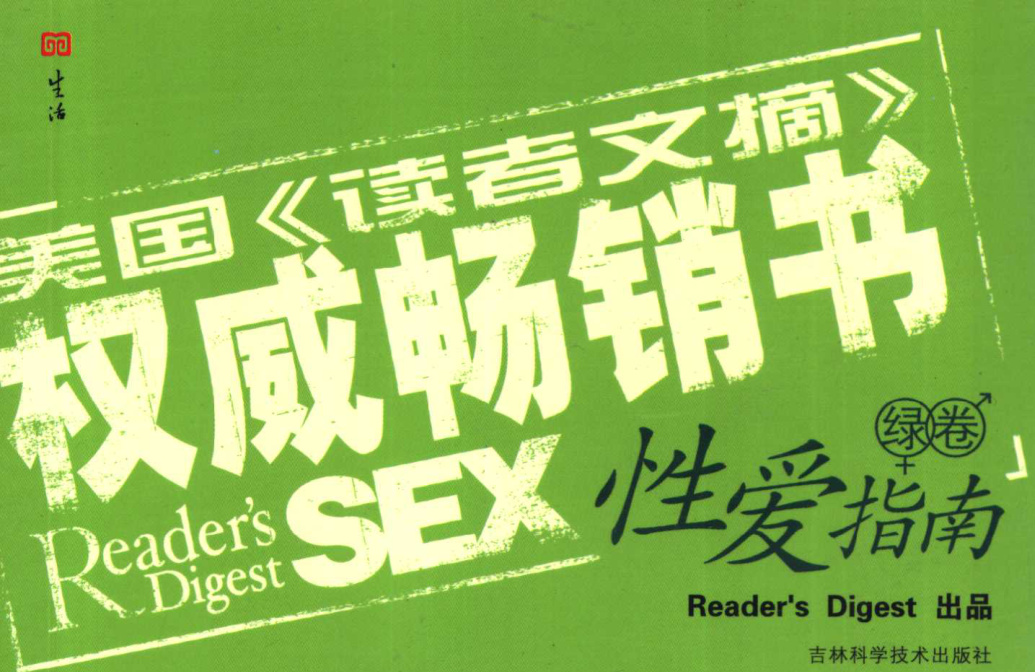 生活
美国《读者文摘》
权威畅销书
Reader's
Digest
SEX
绿卷
性爱指南
Reader's Digest 出品
吉林科学技术出版社